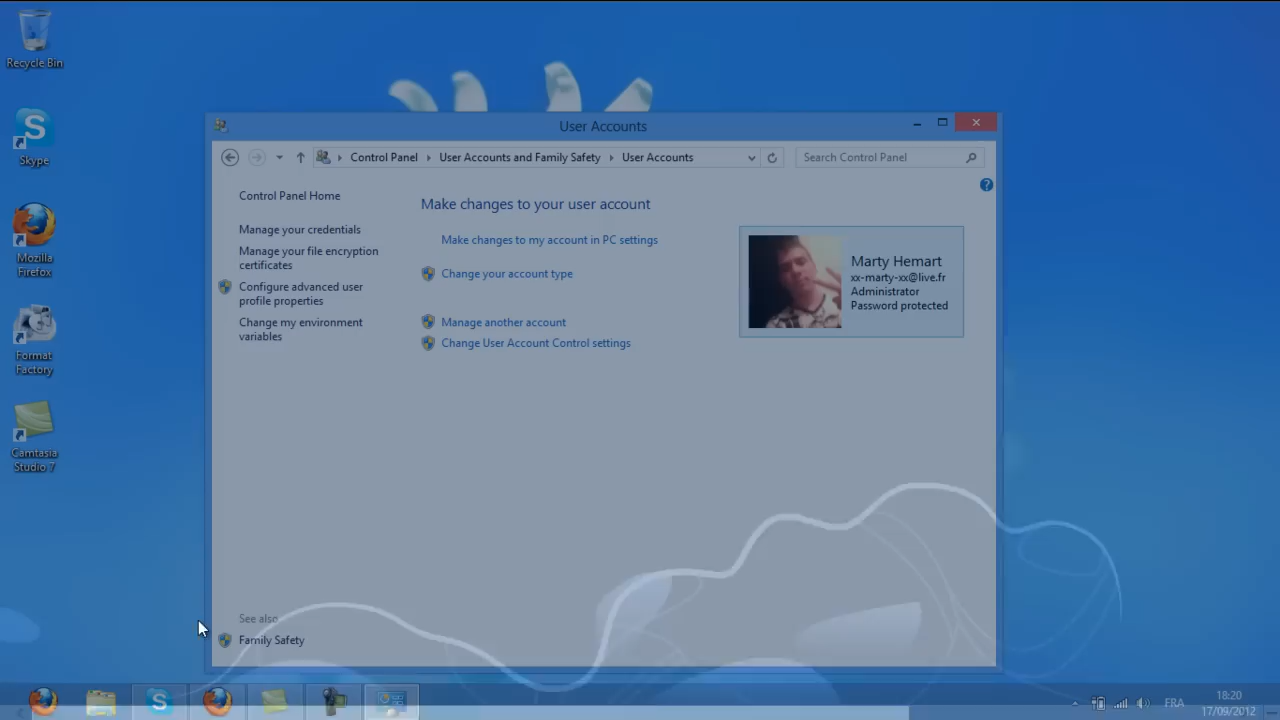 Recycle Bin
Skype
Mozilla
Firefox
Format
Factory
Camtasia
Studio 7
User Accounts
Control Panel
User Accounts and Family Safety
User Accounts
Search Control Panel
Control Panel Home
Manage your credentials
Manage your file encryption
certificates
Configure advanced user
profile properties
Change my environment
variables
See also
Family Safety
Make changes to your user account
Make changes to my account in PC settings
Change your account type
Manage another account
Change User Account Control settings
Marty Hemart
xx-marty-xx@live.fr
Administrator
Password protected
FRA
18:20
17/09/2012